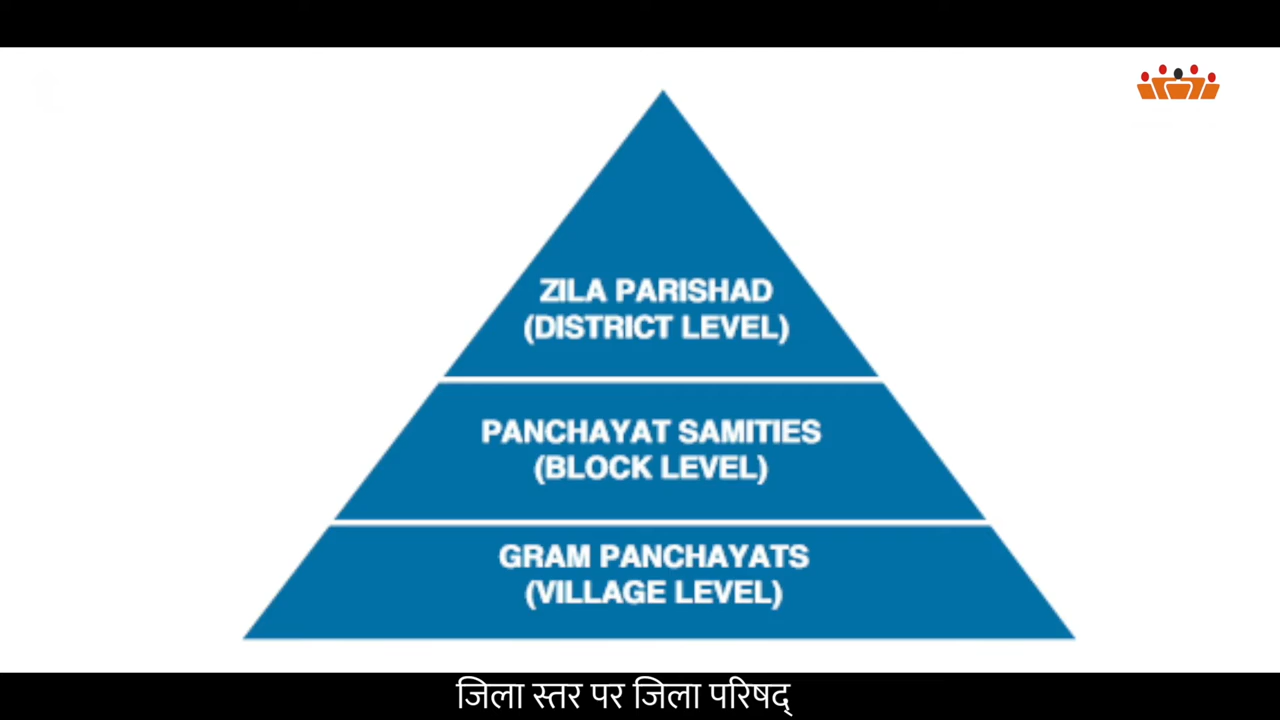 ZILA PARISHAD
(DISTRICT LEVEL)
PANCHAYAT SAMITIES
(BLOCK LEVEL)
GRAM PANCHAYATS
(VILLAGE LEVEL)
जिला स्तर पर जिला परिषद्